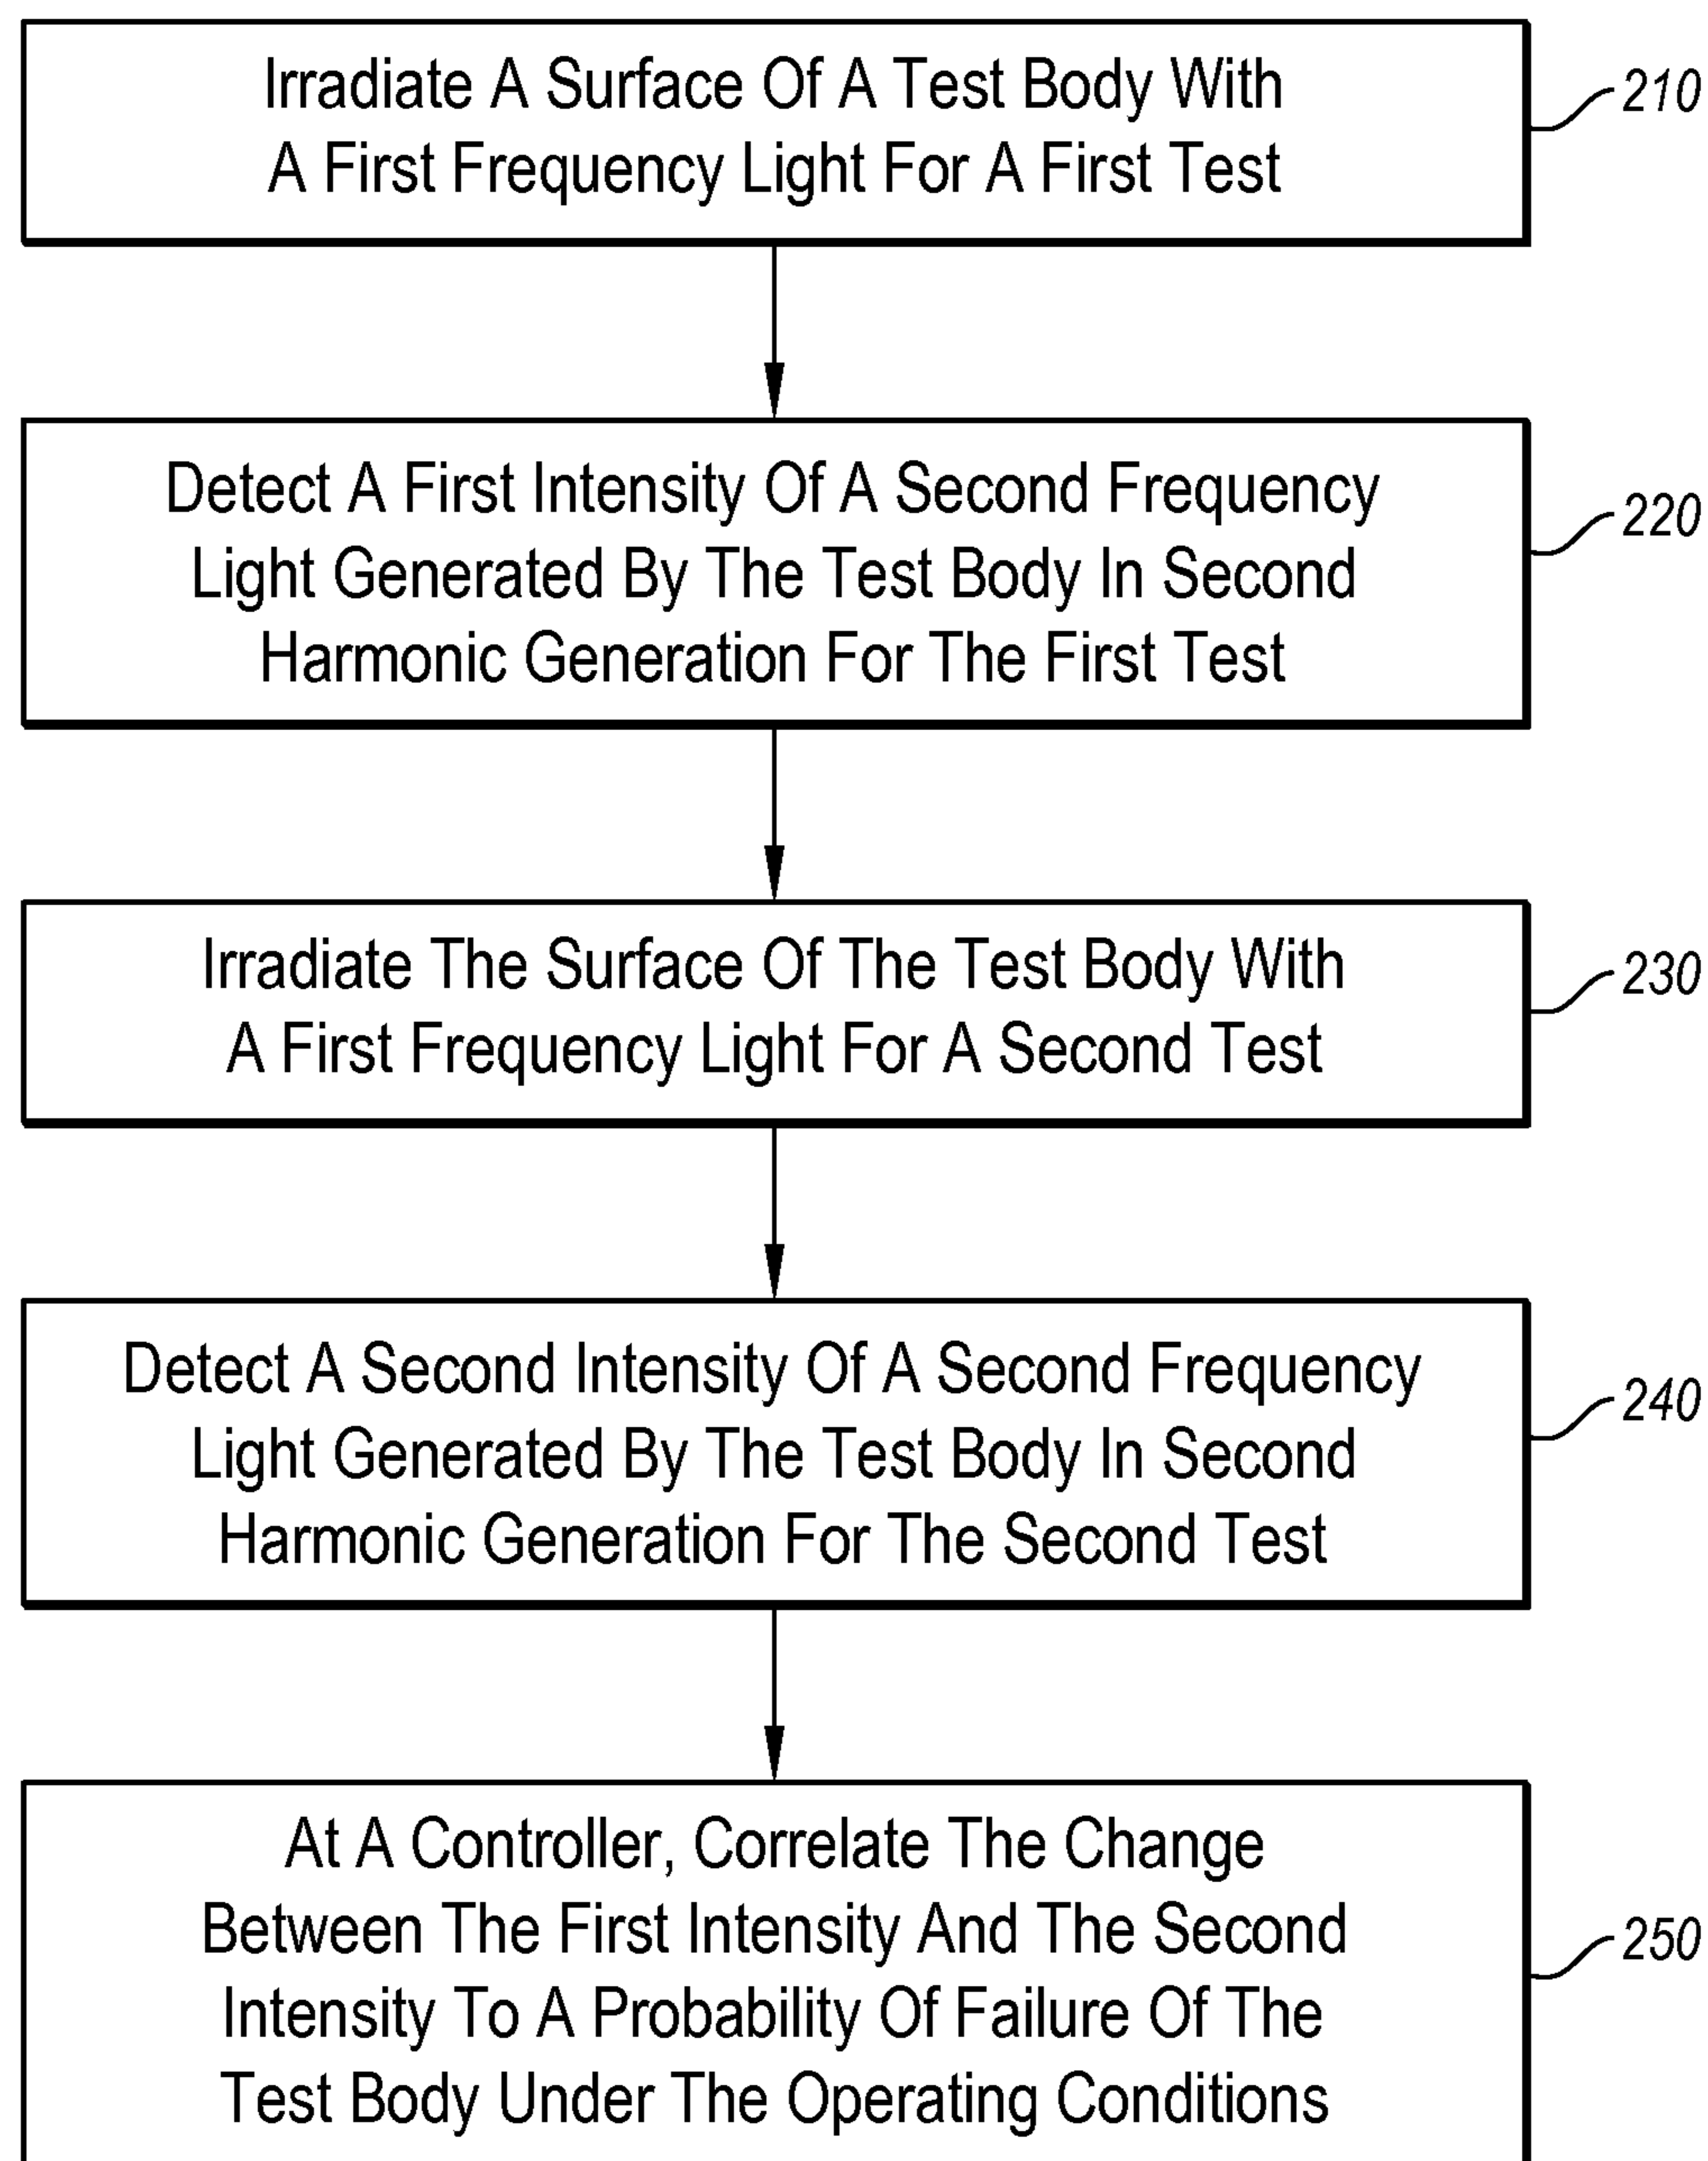 Irradiate A Surface Of A Test Body With
A First Frequency Light For A First Test
210
Detect A First Intensity Of A Second Frequency
Light Generated By The Test Body In Second
Harmonic Generation For The First Test
220
Irradiate The Surface Of The Test Body With
A First Frequency Light For A Second Test
230
Detect A Second Intensity Of A Second Frequency
Light Generated By The Test Body In Second
Harmonic Generation For The Second Test
240
At A Controller, Correlate The Change
Between The First Intensity And The Second
Intensity To A Probability Of Failure Of The
Test Body Under The Operating Conditions
250